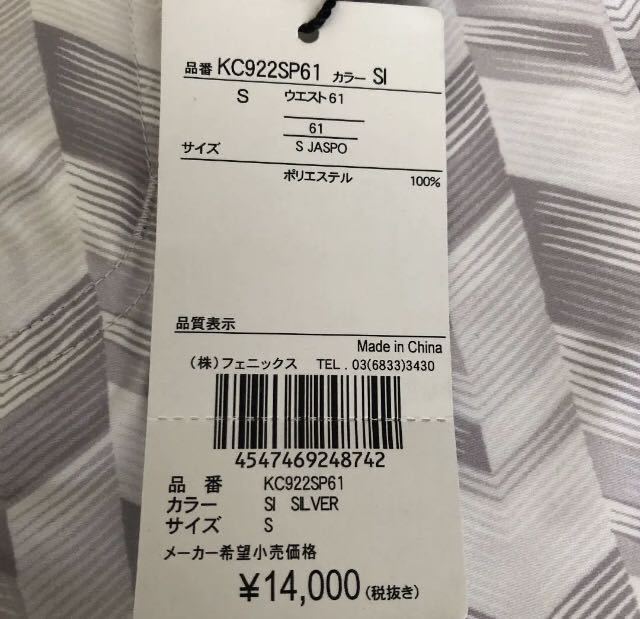 品番 KC922SP61 カラー SI
S ウエスト61
61
サイズ S JASPO
ポリエステル 100%
品質表示
Made in China
(株)フェニックス TEL. 03(6833)3430
4547469248742
品 番 KC922SP61
カラー SI SILVER
サイズ S
メーカー希望小売価格
¥14,000(税抜き)